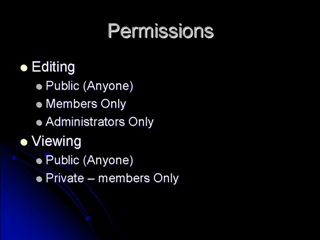 Permissions
Editing
Public (Anyone)
Members Only
Administrators Only
Viewing
Public (Anyone)
Private – members Only